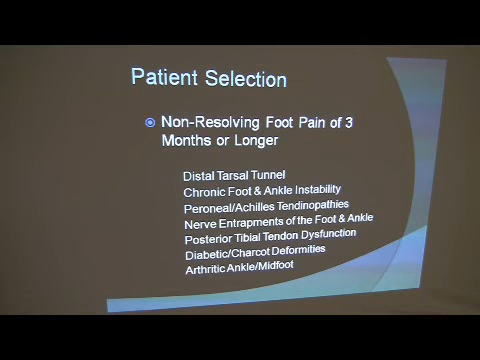 Patient Selection
Non-Resolving Foot Pain of 3
Months or Longer
Distal Tarsal Tunnel
Chronic Foot & Ankle Instability
Peroneal/Achilles Tendinopathies
Nerve Entrapments of the Foot & Ankle
Posterior Tibial Tendon Dysfunction
Diabetic/Charcot Deformities
Arthritic Ankle/Midfoot